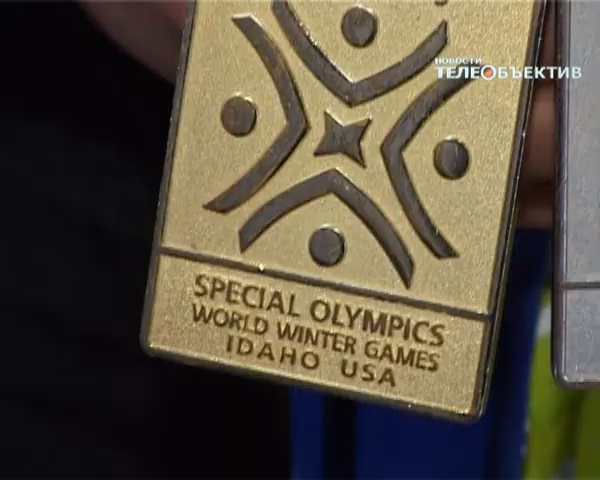 НОВОСТИ
ТЕЛЕОБЪЕКТИВ
SPECIAL OLYMPICS
WORLD WINTER GAMES
IDAHO USA